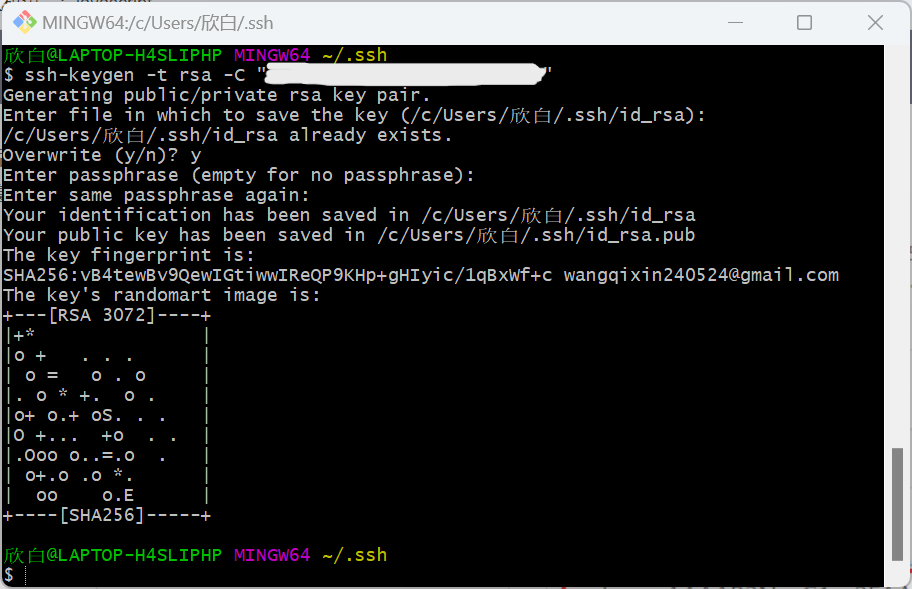 MINGW64:/c/Users/欣白/.ssh
欣白@LAPTOP-H4SLIPHP MINGW64 ~/.ssh
$ ssh-keygen -t rsa -C "                         "
Generating public/private rsa key pair.
Enter file in which to save the key (/c/Users/欣白/.ssh/id_rsa):
/c/Users/欣白/.ssh/id_rsa already exists.
Overwrite (y/n)? y
Enter passphrase (empty for no passphrase):
Enter same passphrase again:
Your identification has been saved in /c/Users/欣白/.ssh/id_rsa
Your public key has been saved in /c/Users/欣白/.ssh/id_rsa.pub
The key fingerprint is:
SHA256:vB4tewBv9QewIGtiwwIReQP9KHp+gHIyic/1qBxWf+c wangqixin240524@gmail.com
The key's randomart image is:
+---[RSA 3072]----+
|+*               |
|o +   . . .      |
| o =   o . o     |
|. o * +.  o .    |
|o+ o.+ oS. . .   |
|O +...  +o  . .  |
|.Ooo o..=.o  .   |
| o+.o .o *.      |
|  oo    o.E      |
+----[SHA256]-----+
欣白@LAPTOP-H4SLIPHP MINGW64 ~/.ssh
$